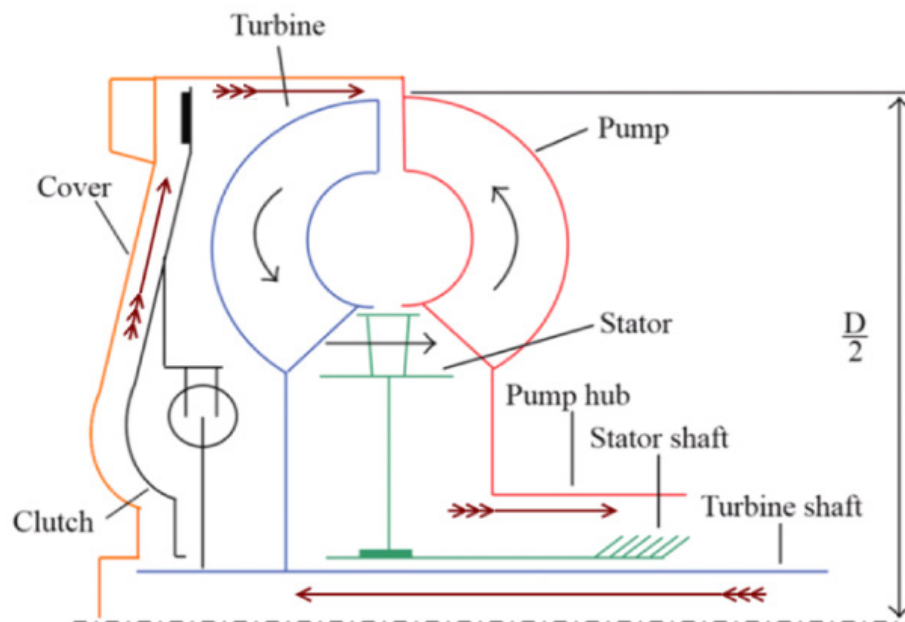 Turbine
Pump
Cover
Stator
D
2
Pump hub
Stator shaft
Turbine shaft
Clutch